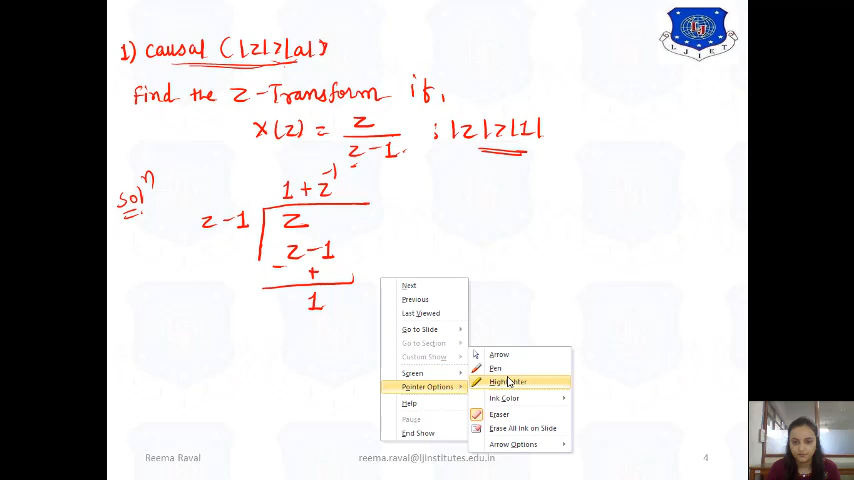 1) Causal (|z|>|a|)
LJIET
Find the Z-Transform if,
X(z) = z / z-1 ; |z|>|1|
Solⁿ
1 + z⁻¹
z-1 z
z-1
- +
1
Next
Previous
Last Viewed
Go to Slide
Go to Section
Custom Show
Screen
Pointer Options
Help
Pause
End Show
Arrow
Pen
Highlighter
Ink Color
Eraser
Erase All Ink on Slide
Arrow Options
Reema Raval reema.raval@ljinstitutes.edu.in 4